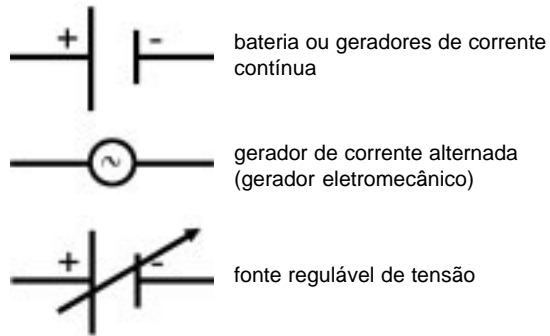 + - bateria ou geradores de corrente
contínua
~ gerador de corrente alternada
(gerador eletromecânico)
+ - fonte regulável de tensão